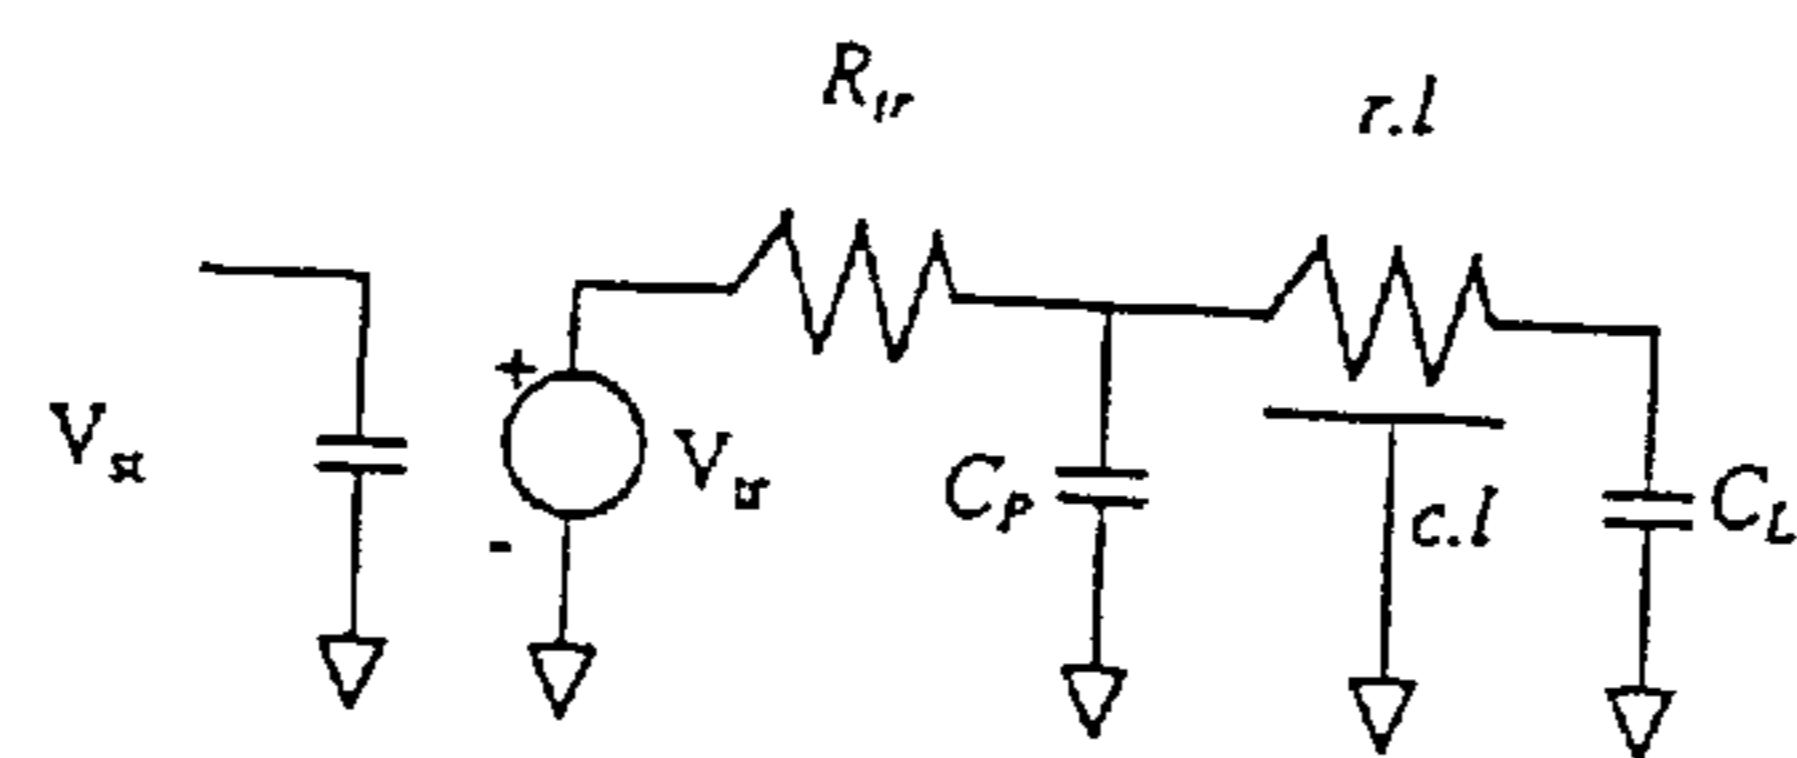 R_tr
r.l
+
V_st
V_tr
C_P
-
c.l
C_L